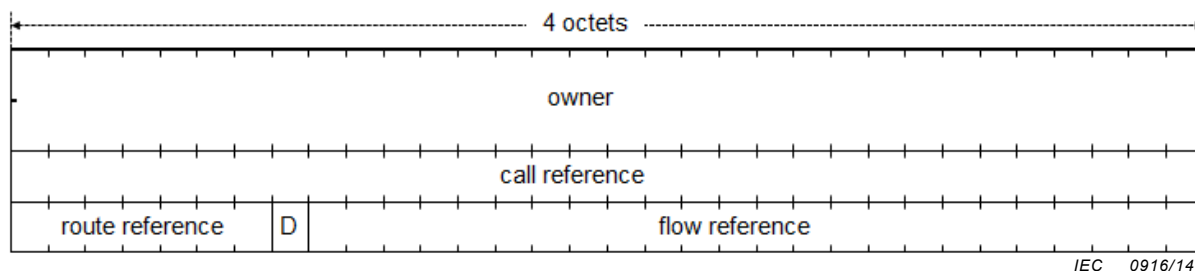 4 octets
owner
call reference
route reference D flow reference
IEC 0916/14